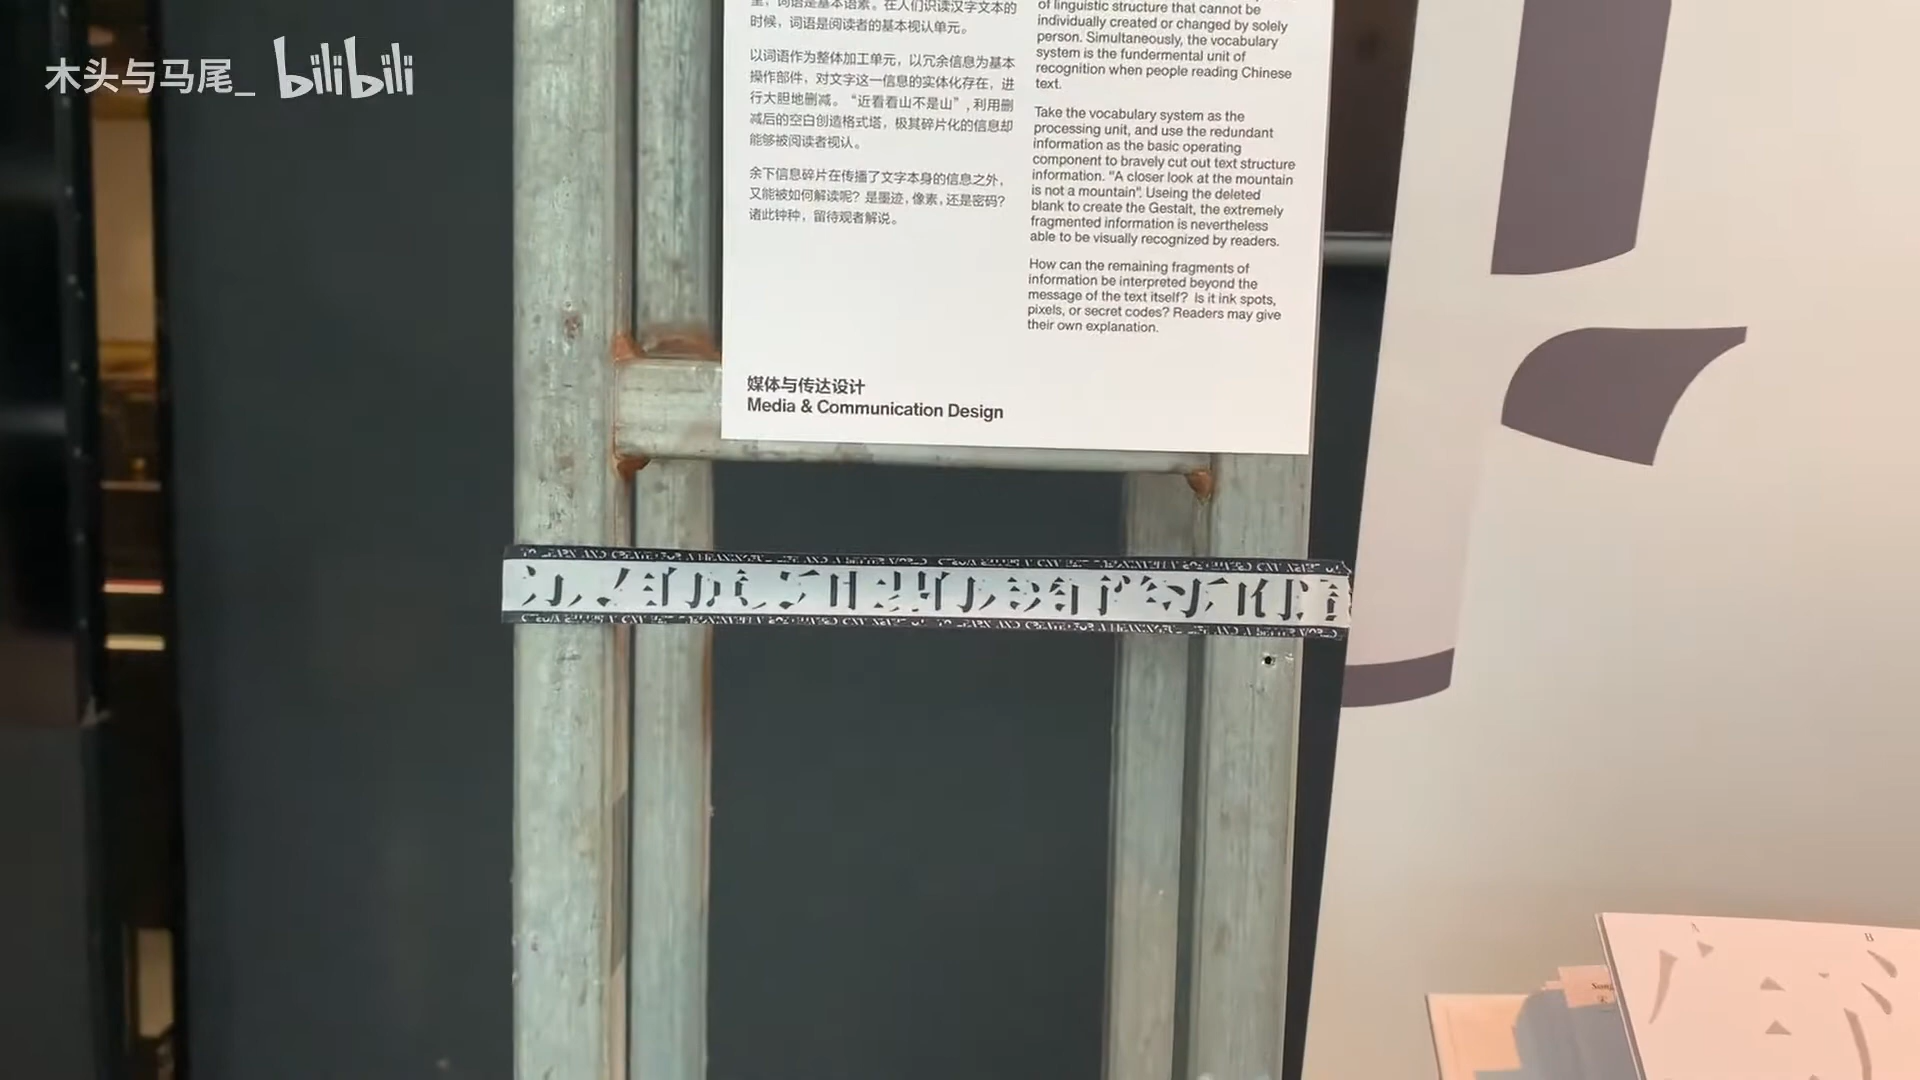 木头与马尾_ bilibili
里，词语是基本语素。在人们识读汉字文本的
时候，词语是阅读者的基本视认单元。
以词语作为整体加工单元，以冗余信息为基本
操作部件，对文字这一信息的实体化存在，进
行大胆地删减。“近看看山不是山”，利用删
减后的空白创造格式塔，极其碎片化的信息却
能够被阅读者视认。
余下信息碎片在传播了文字本身的信息之外，
又能被如何解读呢？是墨迹，像素，还是密码？
诸此钟种，留待观者解说。
of linguistic structure that cannot be
individually created or changed by solely
person. Simultaneously, the vocabulary
system is the fundermental unit of
recognition when people reading Chinese
text.
Take the vocabulary system as the
processing unit, and use the redundant
information as the basic operating
component to bravely cut out text structure
information. “A closer look at the mountain
is not a mountain”. Useing the deleted
blank to create the Gestalt, the extremely
fragmented information is nevertheless
able to be visually recognized by readers.
How can the remaining fragments of
information be interpreted beyond the
message of the text itself? Is it ink spots,
pixels, or secret codes? Readers may give
their own explanation.
媒体与传达设计
Media & Communication Design
A
B